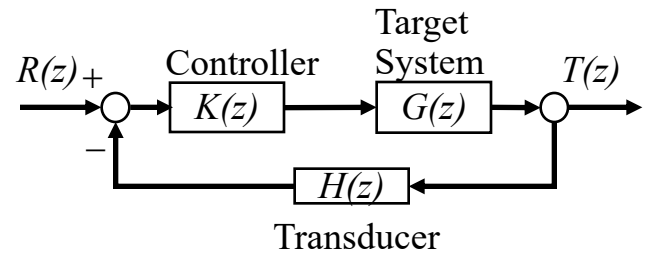 Target
Controller System
R(z) + K(z) G(z) T(z)
−
H(z)
Transducer